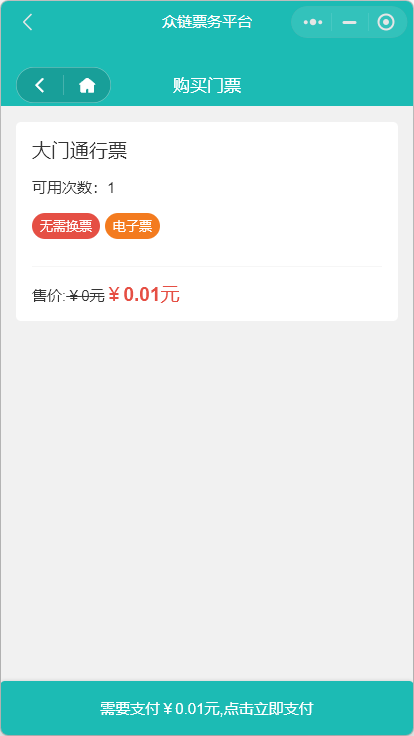 众链票务平台
购买门票
大门通行票
可用次数：1
无需换票 电子票
售价:￥0元￥0.01元
需要支付￥0.01元,点击立即支付